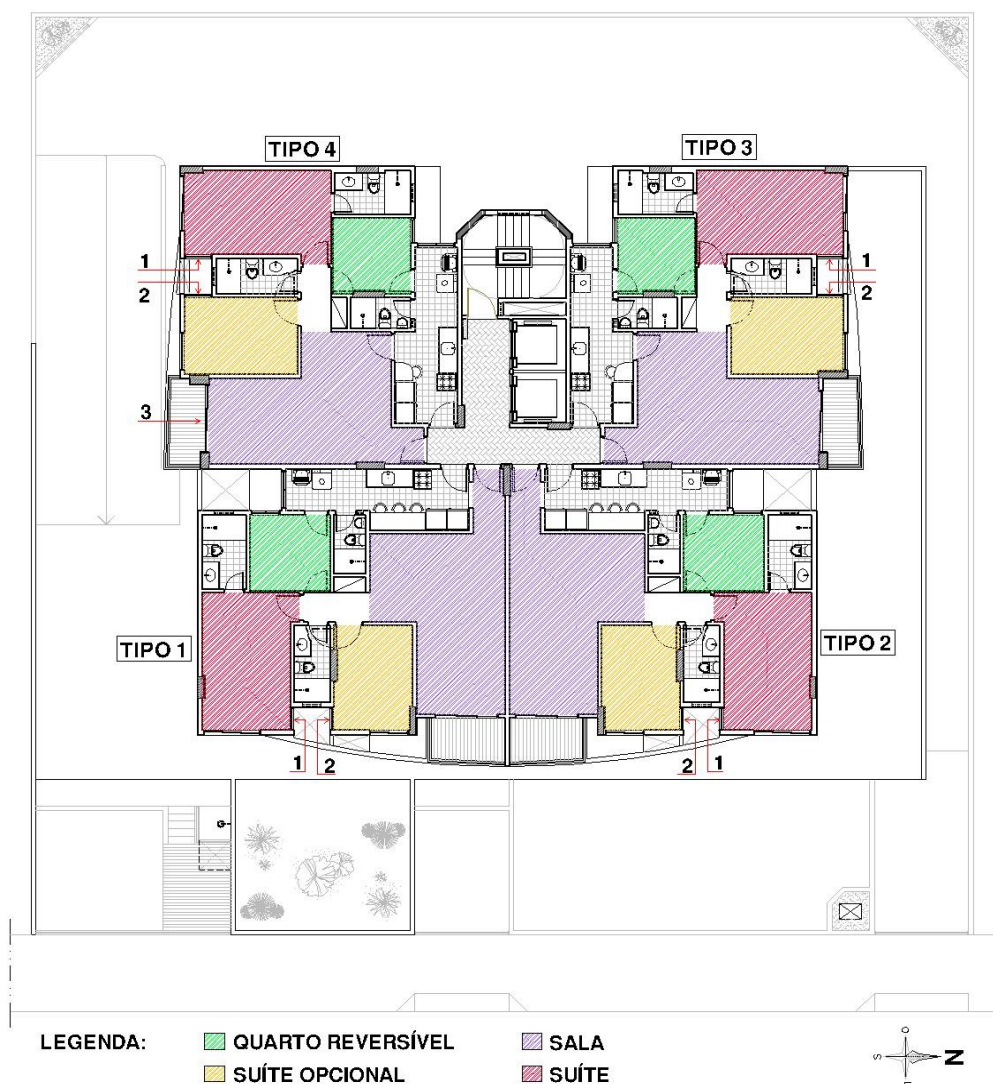 TIPO 4
TIPO 3
1
2
1
2
3
TIPO 1
TIPO 2
1
2
2
1
LEGENDA:
QUARTO REVERSÍVEL
SALA
SUÍTE OPCIONAL
SUÍTE
O
S
N